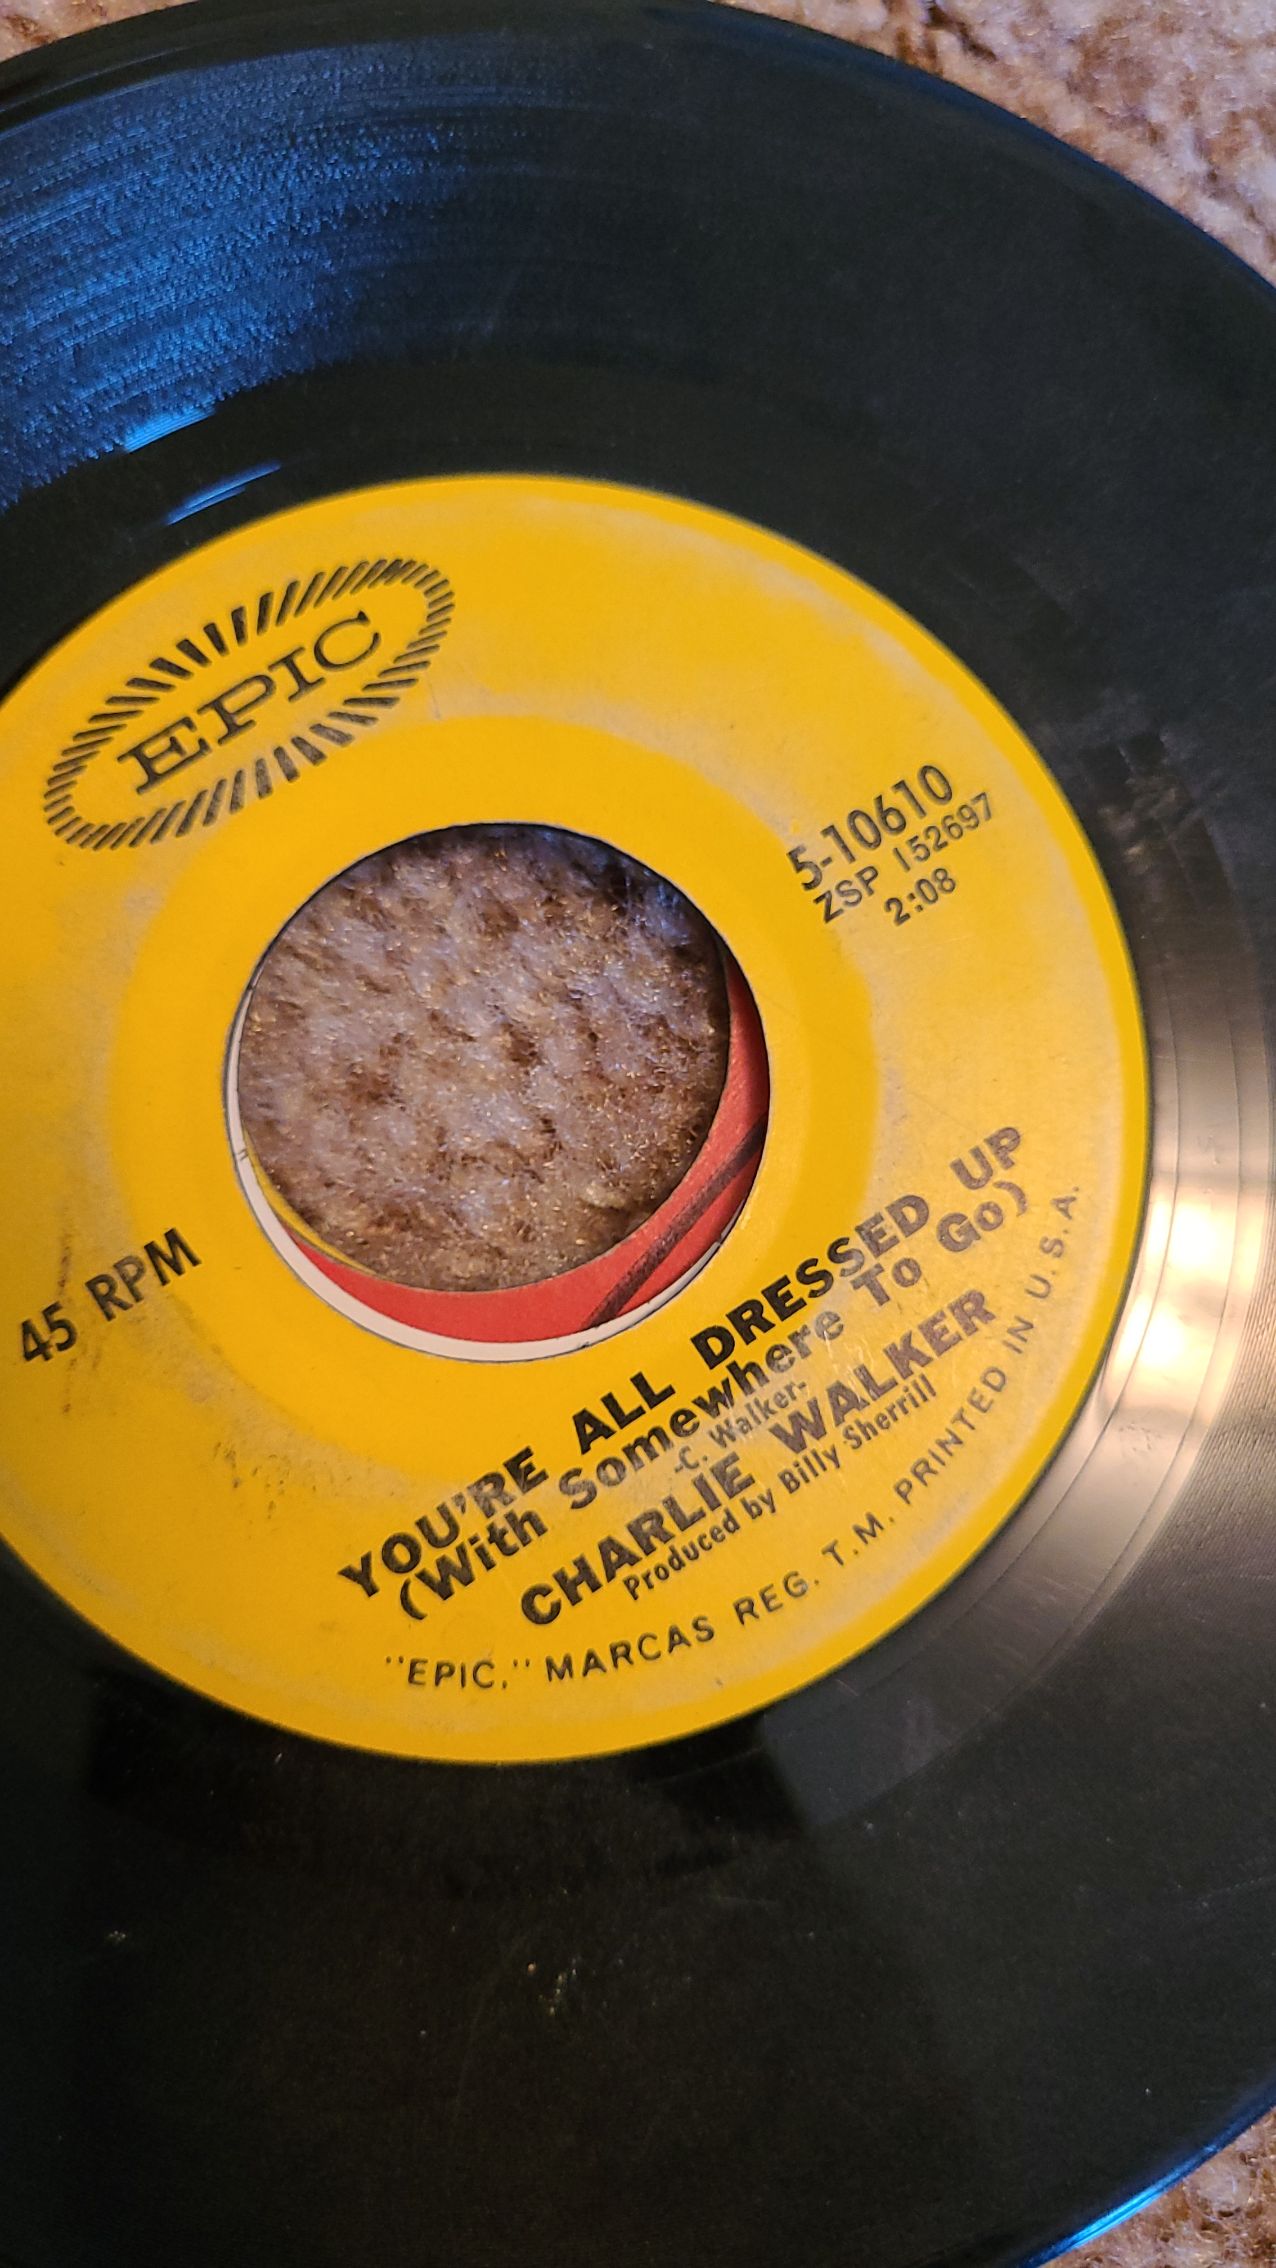 EPIC
5-10610
ZSP 152697
2:08
45 RPM
YOU'RE ALL DRESSED UP
(With Somewhere To Go)
-C. Walker-
CHARLIE WALKER
Produced by Billy Sherrill
"EPIC," MARCAS REG. T.M. PRINTED IN U.S.A.